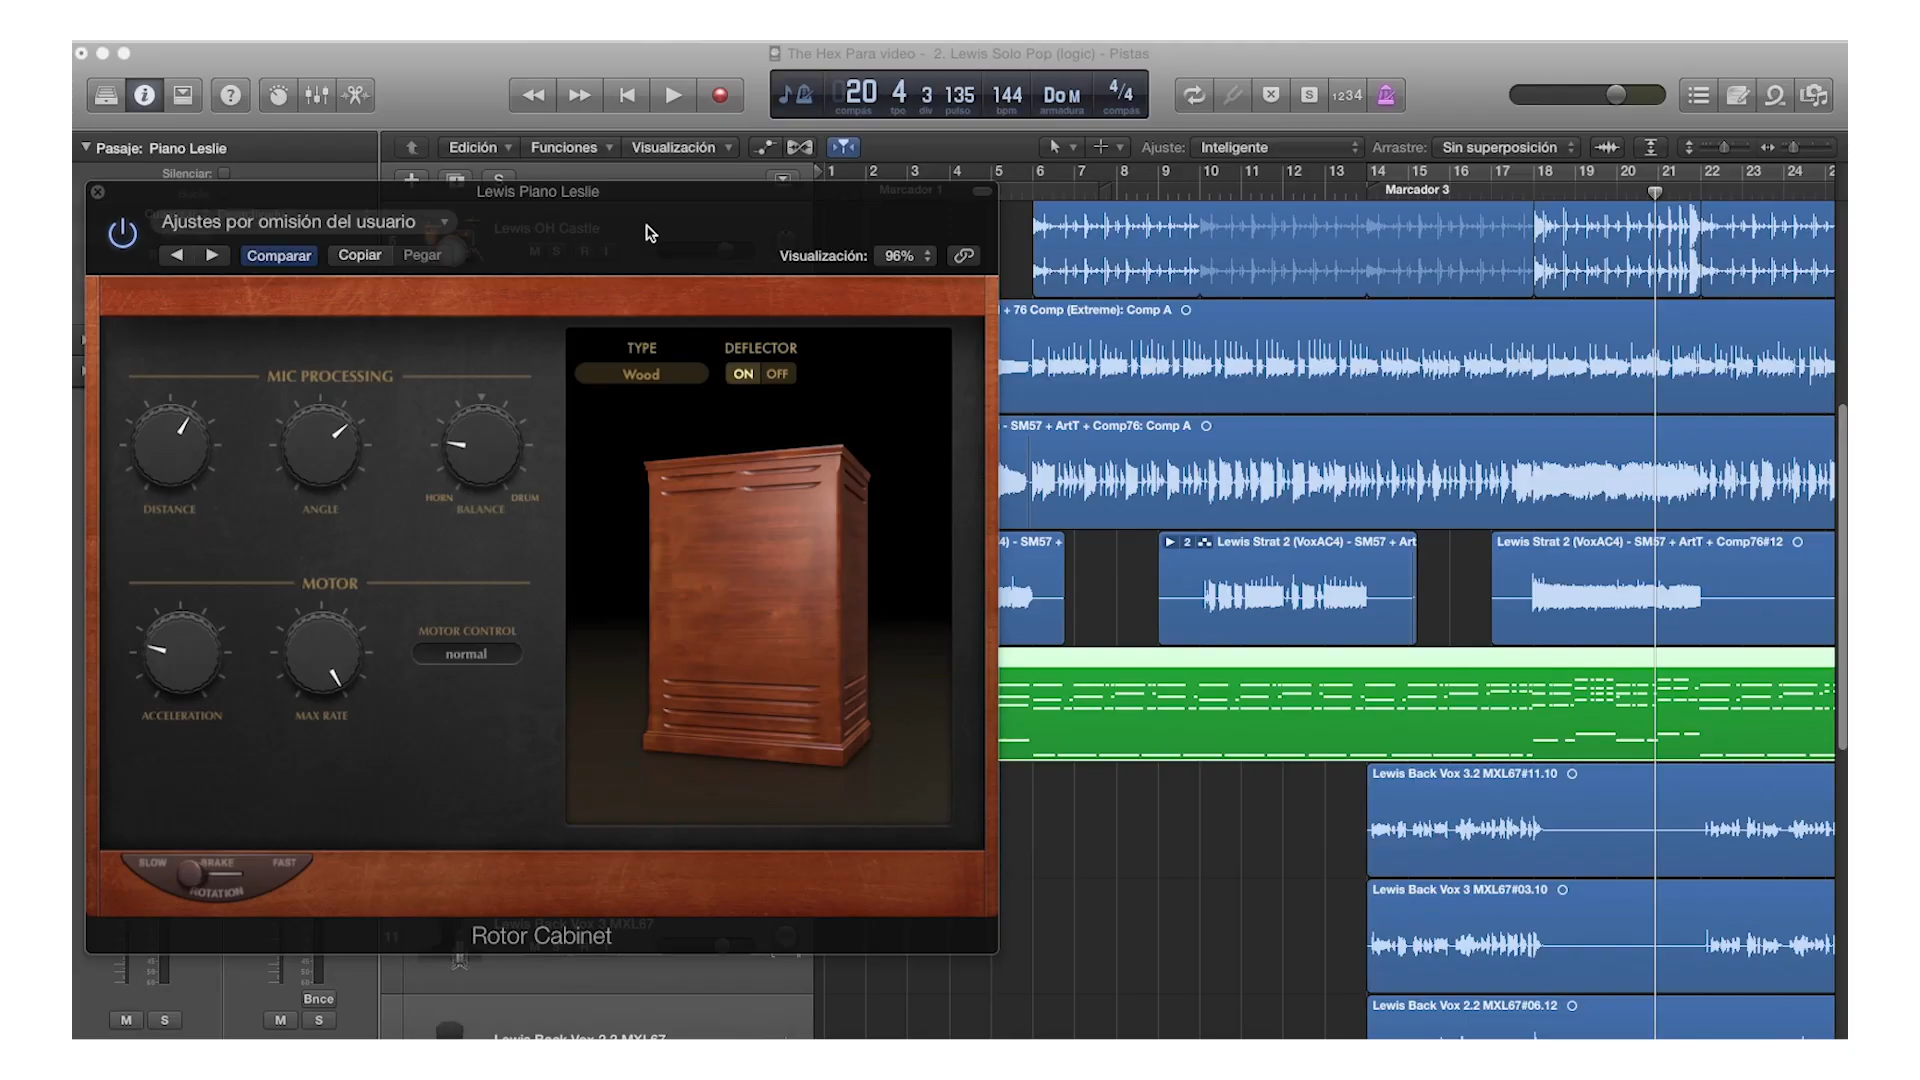 The Hex Para video - 2. Lewis Solo Pop (logic) - Pistas
20 4 3 135 144 Do M 4/4
compás tpo div pulso bpm armadura compás
1234
Pasaje: Piano Leslie
Edición Funciones Visualización
Ajuste: Inteligente
Arrastre: Sin superposición
Silenciar:
1 2 3 4 5 6 7 8 9 10 11 12 13 14 15 16 17 18 19 20 21 22 23 24
Marcador 1
Marcador 3
Lewis Piano Leslie
Ajustes por omisión del usuario
Lewis OH Castle
M S R I
Comparar Copiar Pegar
Visualización: 96%
+ 76 Comp (Extreme): Comp A
- SM57 + ArtT + Comp76: Comp A
4) - SM57 +
2 Lewis Strat 2 (VoxAC4) - SM57 + Art
Lewis Strat 2 (VoxAC4) - SM57 + ArtT + Comp76#12
TYPE
Wood
DEFLECTOR
ON OFF
MIC PROCESSING
DISTANCE
ANGLE
HORN DRUM
BALANCE
MOTOR
MOTOR CONTROL
normal
ACCELERATION
MAX RATE
SLOW BRAKE FAST
ROTATION
Lewis Back Vox 3.2 MXL67#11.10
Lewis Back Vox 3 MXL67#03.10
Lewis Back Vox 2.2 MXL67#06.12
11
Lewis Back Vox 3 MXL67
Rotor Cabinet
Bnce
M S
M S
Lewis Back Vox 2.2 MXL67